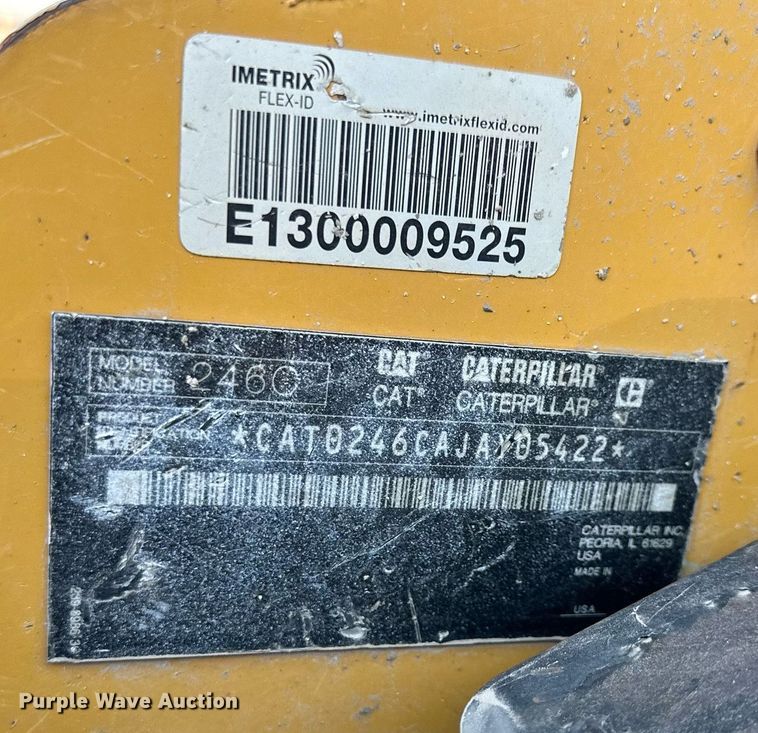 IMETRIX
FLEX-ID
www.imetrixflexid.com
E1300009525
MODEL
NUMBER
246C
CAT
CATERPILLAR
CAT®
CATERPILLAR®
*CAT0246CAJAY05422*
CATERPILLAR INC.
PEORIA, IL 61629
USA
MADE IN
USA
Purple Wave Auction